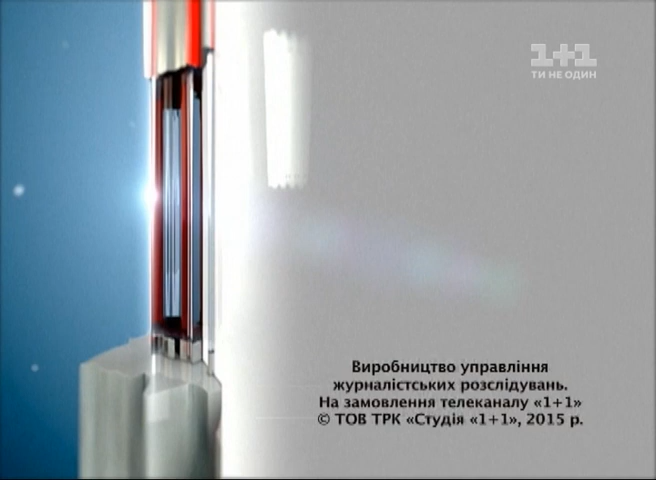 1+1
ТИ НЕ ОДИН
Виробництво управління
журналістських розслідувань.
На замовлення телеканалу «1+1»
© ТОВ ТРК «Студія «1+1», 2015 р.